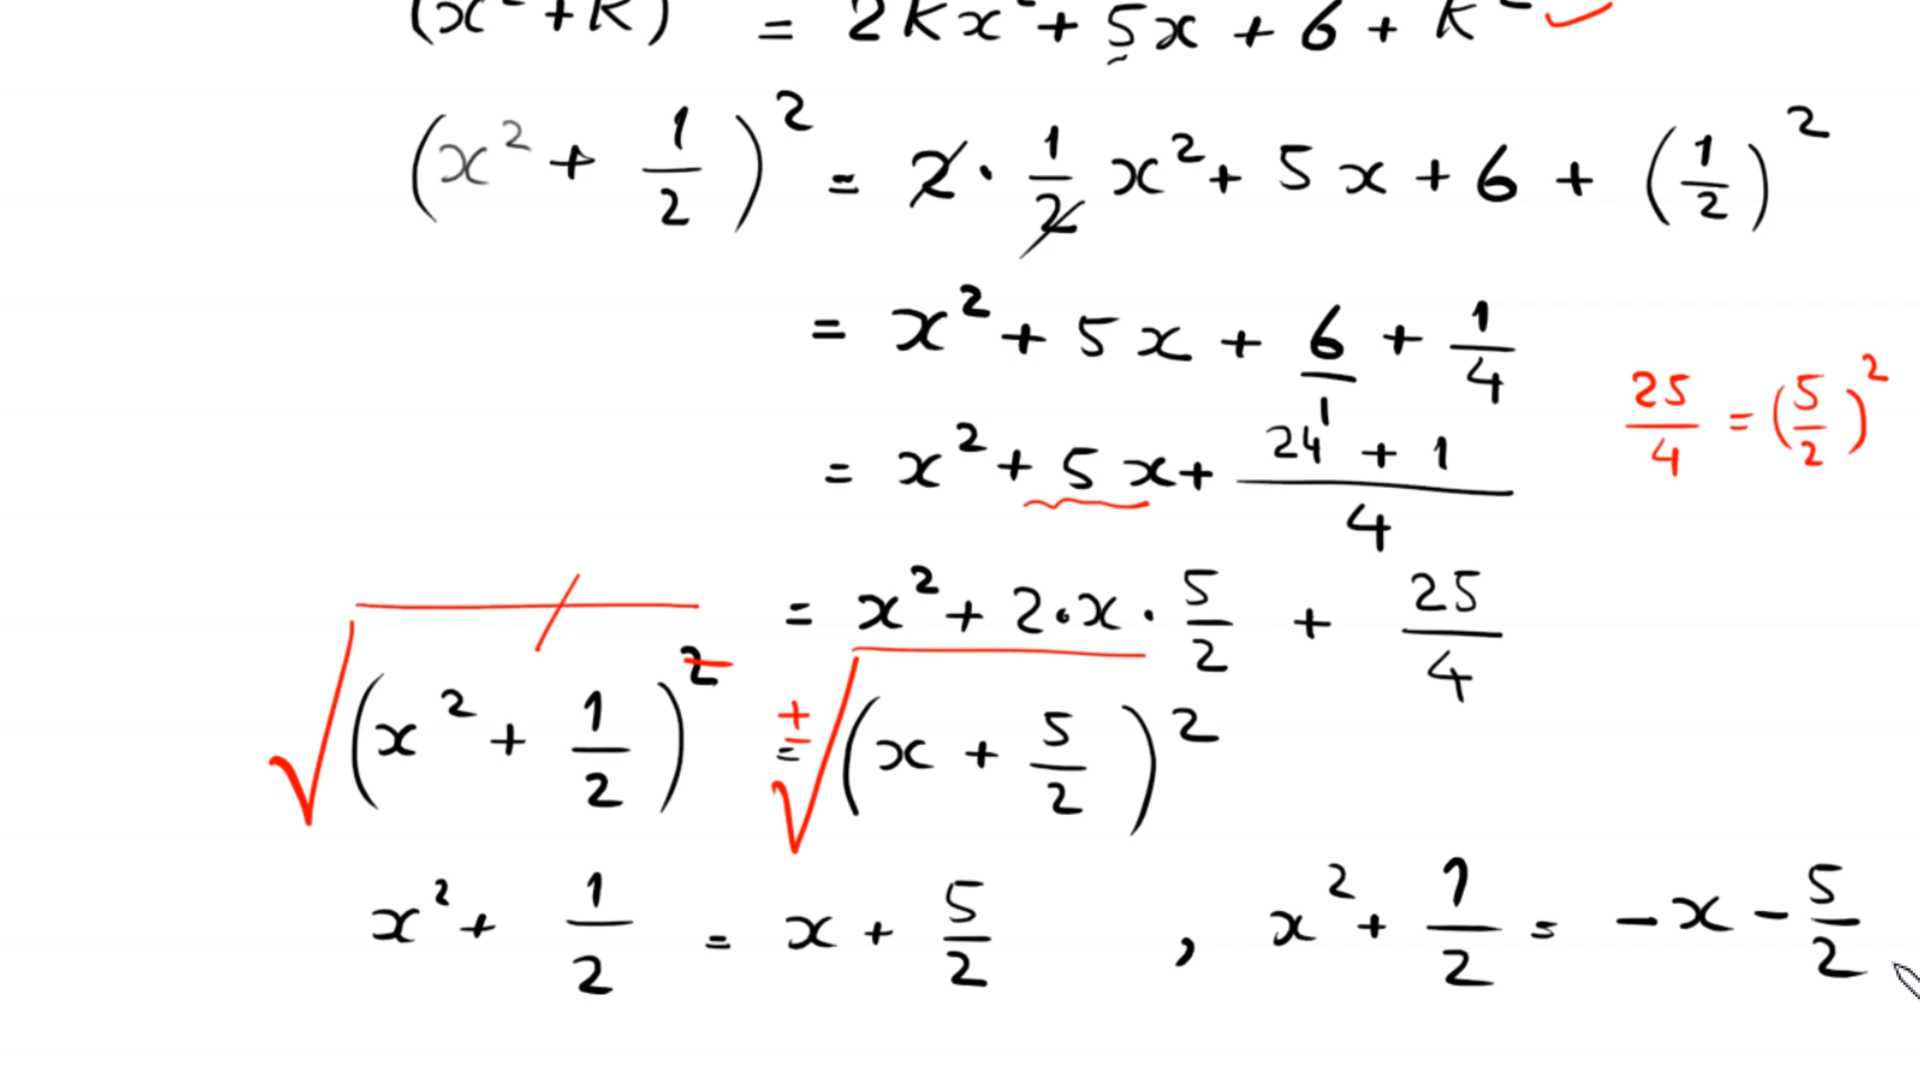 (x² + K) = 2Kx² + 5x + 6 + K²
(x² + 1/2)² = 2 · 1/2 x² + 5x + 6 + (1/2)²
= x² + 5x + 6/1 + 1/4
25/4 = (5/2)²
= x² + 5x + (24 + 1)/4
= x² + 2·x·5/2 + 25/4
√(x² + 1/2)² = ±√(x + 5/2)²
x² + 1/2 = x + 5/2 , x² + 1/2 = -x - 5/2